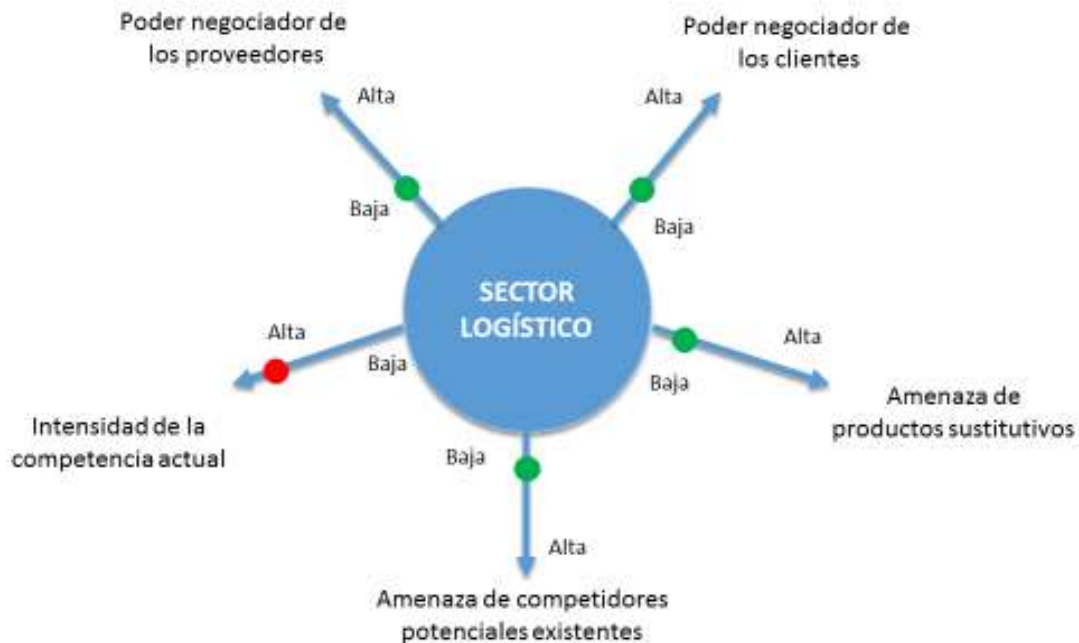 Poder negociador de
los proveedores
Poder negociador de
los clientes
Alta
Alta
Baja
Baja
SECTOR
LOGÍSTICO
Alta
Baja
Alta
Baja
Intensidad de la
competencia actual
Amenaza de
productos sustitutivos
Baja
Alta
Amenaza de competidores
potenciales existentes